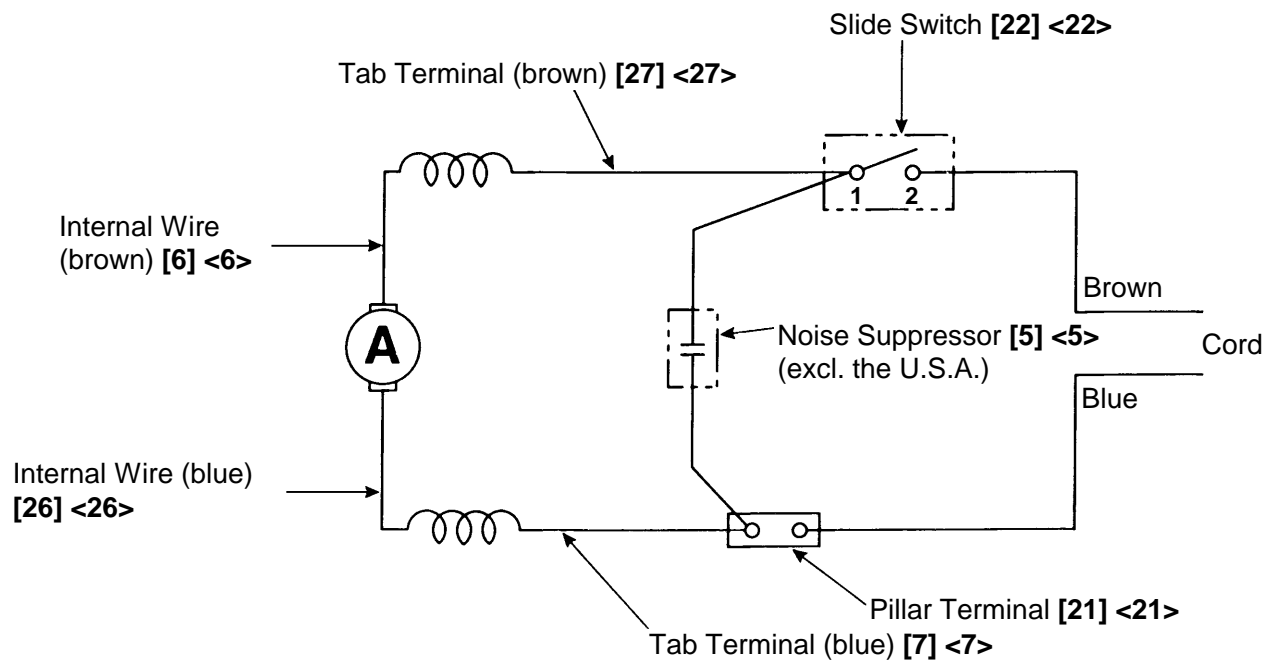 Slide Switch [22] <22>
Tab Terminal (brown) [27] <27>
1 2
Internal Wire
(brown) [6] <6>
Brown
A
Noise Suppressor [5] <5>
(excl. the U.S.A.)
Cord
Blue
Internal Wire (blue)
[26] <26>
Pillar Terminal [21] <21>
Tab Terminal (blue) [7] <7>